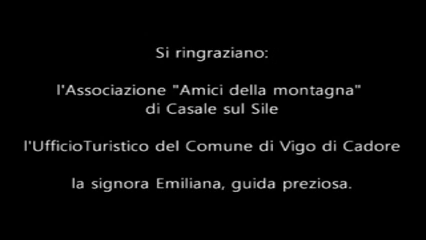 Si ringraziano:
l'Associazione "Amici della montagna"
di Casale sul Sile
l'UfficioTuristico del Comune di Vigo di Cadore
la signora Emiliana, guida preziosa.